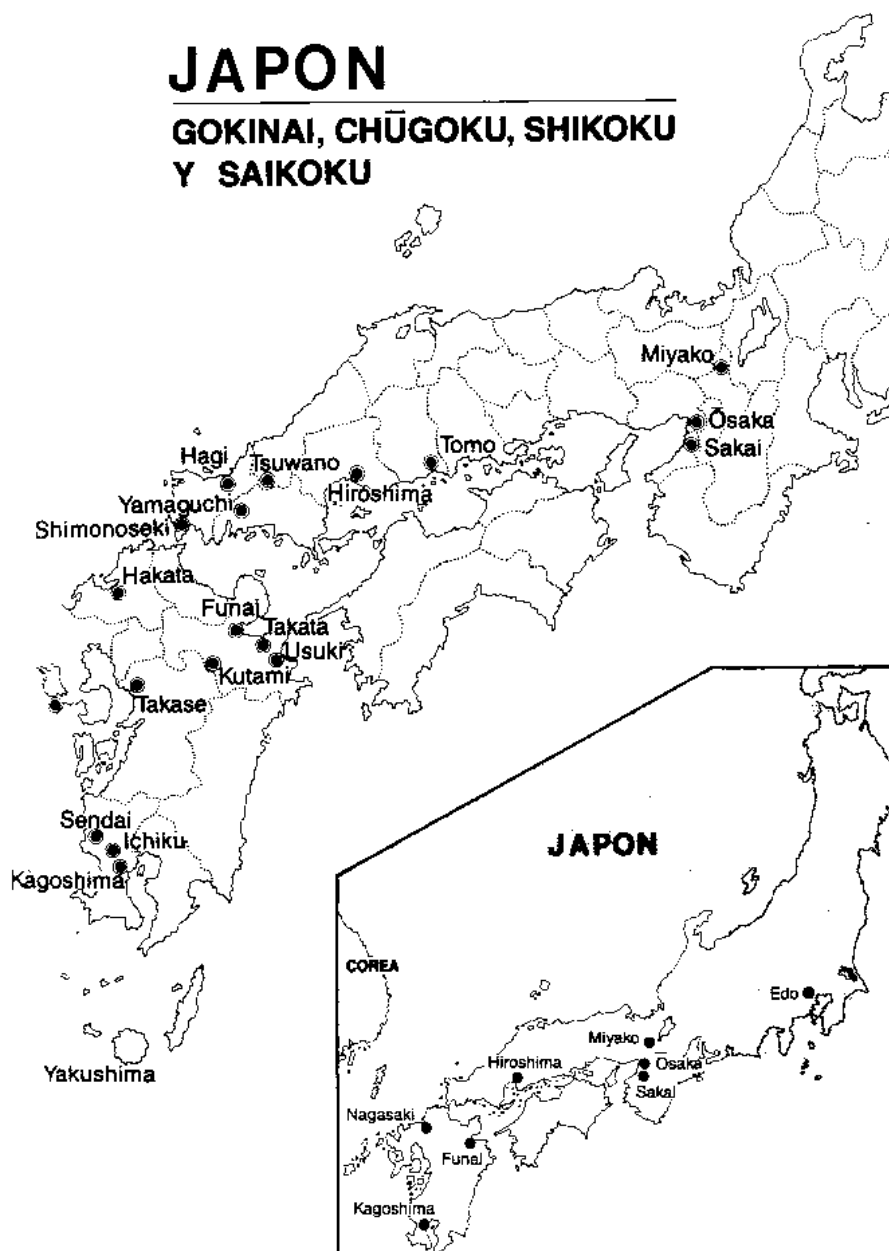 JAPON
GOKINAI, CHŪGOKU, SHIKOKU
Y SAIKOKU
Miyako
Ōsaka
Sakai
Hagi
Tsuwano
Tomo
Hiroshima
Yamaguchi
Shimonoseki
Hakata
Funai
Takata
Usuki
Kutami
Takase
Sendai
Ichiku
Kagoshima
Yakushima
JAPON
COREA
Edo
Miyako
Hiroshima
Ōsaka
Sakai
Nagasaki
Funai
Kagoshima